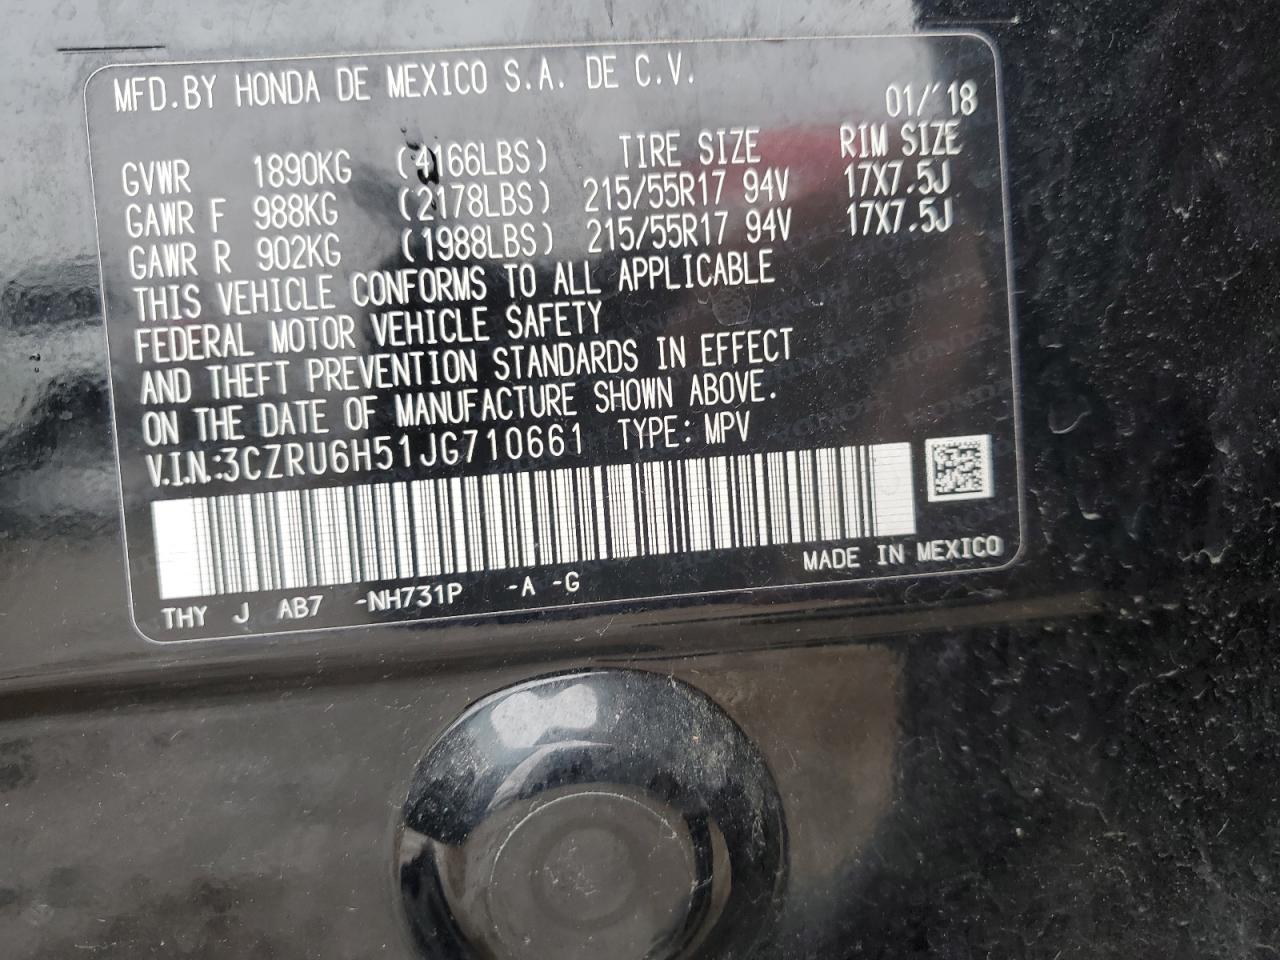 MFD.BY HONDA DE MEXICO S.A. DE C.V.
01/'18
GVWR 1890KG (4166LBS) TIRE SIZE RIM SIZE
GAWR F 988KG (2178LBS) 215/55R17 94V 17X7.5J
GAWR R 902KG (1988LBS) 215/55R17 94V 17X7.5J
THIS VEHICLE CONFORMS TO ALL APPLICABLE
FEDERAL MOTOR VEHICLE SAFETY
AND THEFT PREVENTION STANDARDS IN EFFECT
ON THE DATE OF MANUFACTURE SHOWN ABOVE.
V.I.N.:3CZRU6H51JG710661 TYPE: MPV
THY J AB7 -NH731P -A -G MADE IN MEXICO